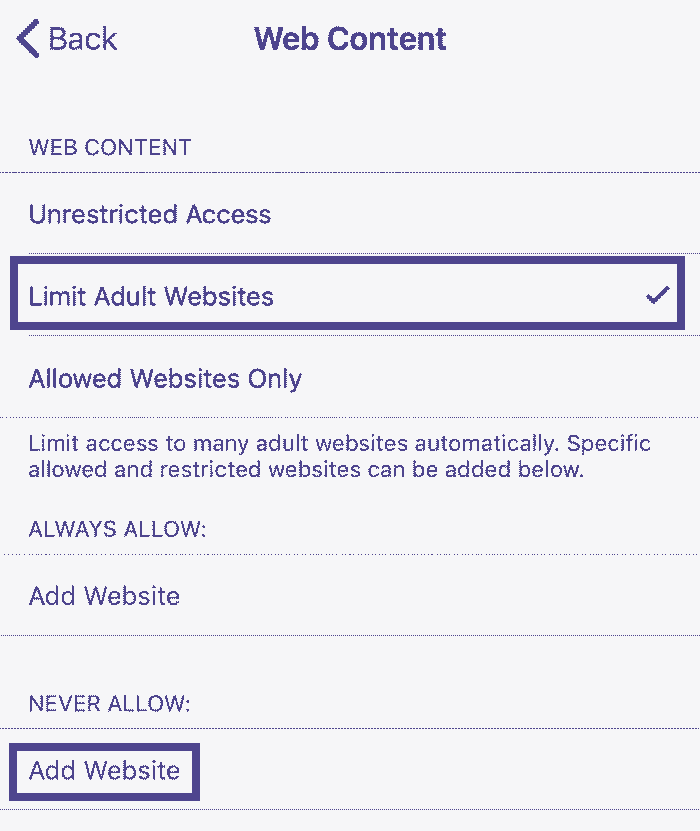 Back
Web Content
WEB CONTENT
Unrestricted Access
Limit Adult Websites
Allowed Websites Only
Limit access to many adult websites automatically. Specific
allowed and restricted websites can be added below.
ALWAYS ALLOW:
Add Website
NEVER ALLOW:
Add Website